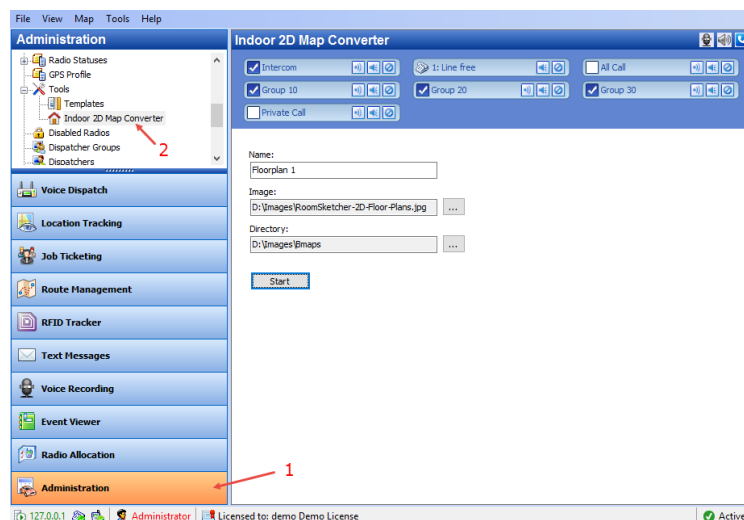 File View Map Tools Help
Administration
Radio Statuses
GPS Profile
Tools
Templates
Indoor 2D Map Converter
Disabled Radios
Dispatcher Groups
Dispatchers
2
Voice Dispatch
Location Tracking
Job Ticketing
Route Management
RFID Tracker
Text Messages
Voice Recording
Event Viewer
Radio Allocation
Administration
1
Indoor 2D Map Converter
Intercom 1: Line free All Call
Group 10 Group 20 Group 30
Private Call
Name:
Floorplan 1
Image:
D:\Images\RoomSketcher-2D-Floor-Plans.jpg ...
Directory:
D:\Images\Bmaps ...
Start
127.0.0.1 Administrator Licensed to: demo Demo License Active